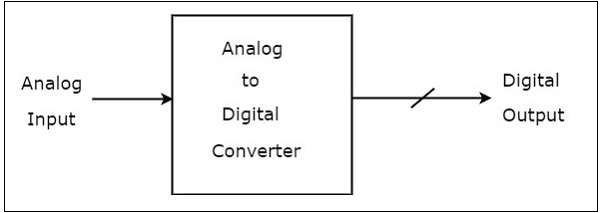 Analog
Input
Analog
to
Digital
Converter
Digital
Output